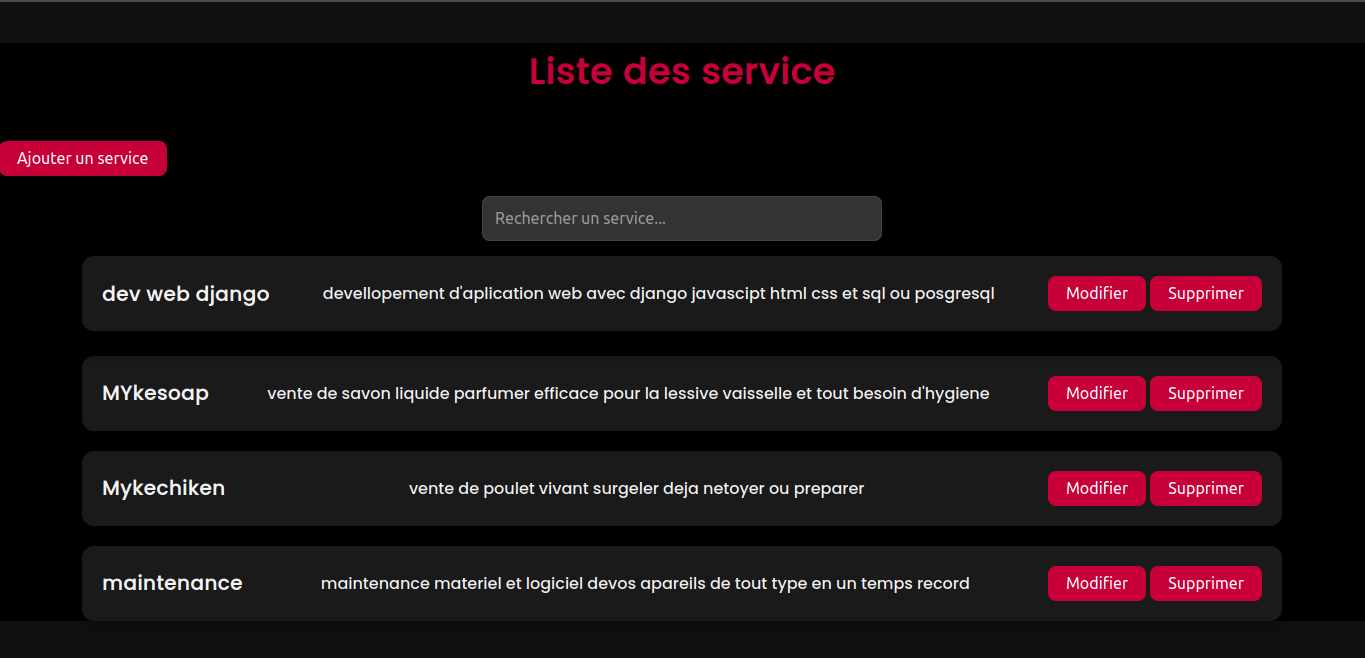 Liste des service
Ajouter un service
Rechercher un service...
dev web django devellopement d'aplication web avec django javascipt html css et sql ou posgresql Modifier Supprimer
MYkesoap vente de savon liquide parfumer efficace pour la lessive vaisselle et tout besoin d'hygiene Modifier Supprimer
Mykechiken vente de poulet vivant surgeler deja netoyer ou preparer Modifier Supprimer
maintenance maintenance materiel et logiciel devos apareils de tout type en un temps record Modifier Supprimer